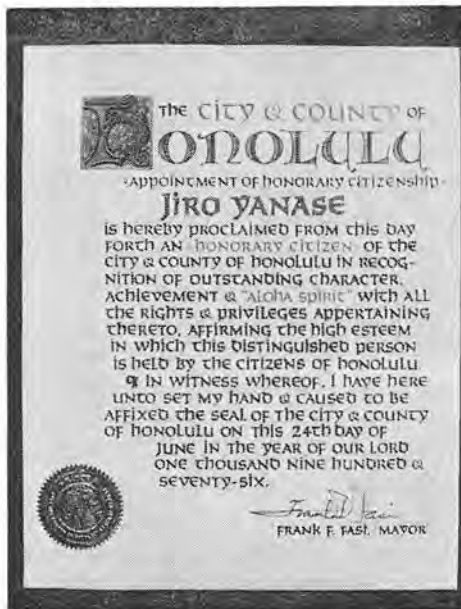 THE CITY & COUNTY OF
HONOLULU
·APPOINTMENT OF HONORARY CITIZENSHIP·
JIRO YANASE
IS HEREBY PROCLAIMED FROM THIS DAY
FORTH AN HONORARY CITIZEN OF THE
CITY & COUNTY OF HONOLULU IN RECOG-
NITION OF OUTSTANDING CHARACTER,
ACHIEVEMENT & "ALOHA SPIRIT" WITH ALL
THE RIGHTS & PRIVILEGES APPERTAINING
THERETO, AFFIRMING THE HIGH ESTEEM
IN WHICH THIS DISTINGUISHED PERSON
IS HELD BY THE CITIZENS OF HONOLULU
¶ IN WITNESS WHEREOF, I HAVE HERE
UNTO SET MY HAND & CAUSED TO BE
AFFIXED THE SEAL OF THE CITY & COUNTY
OF HONOLULU ON THIS 24TH DAY OF
JUNE IN THE YEAR OF OUR LORD
ONE THOUSAND NINE HUNDRED &
SEVENTY-SIX.
Frank F. Fasi
FRANK F. FASI, MAYOR